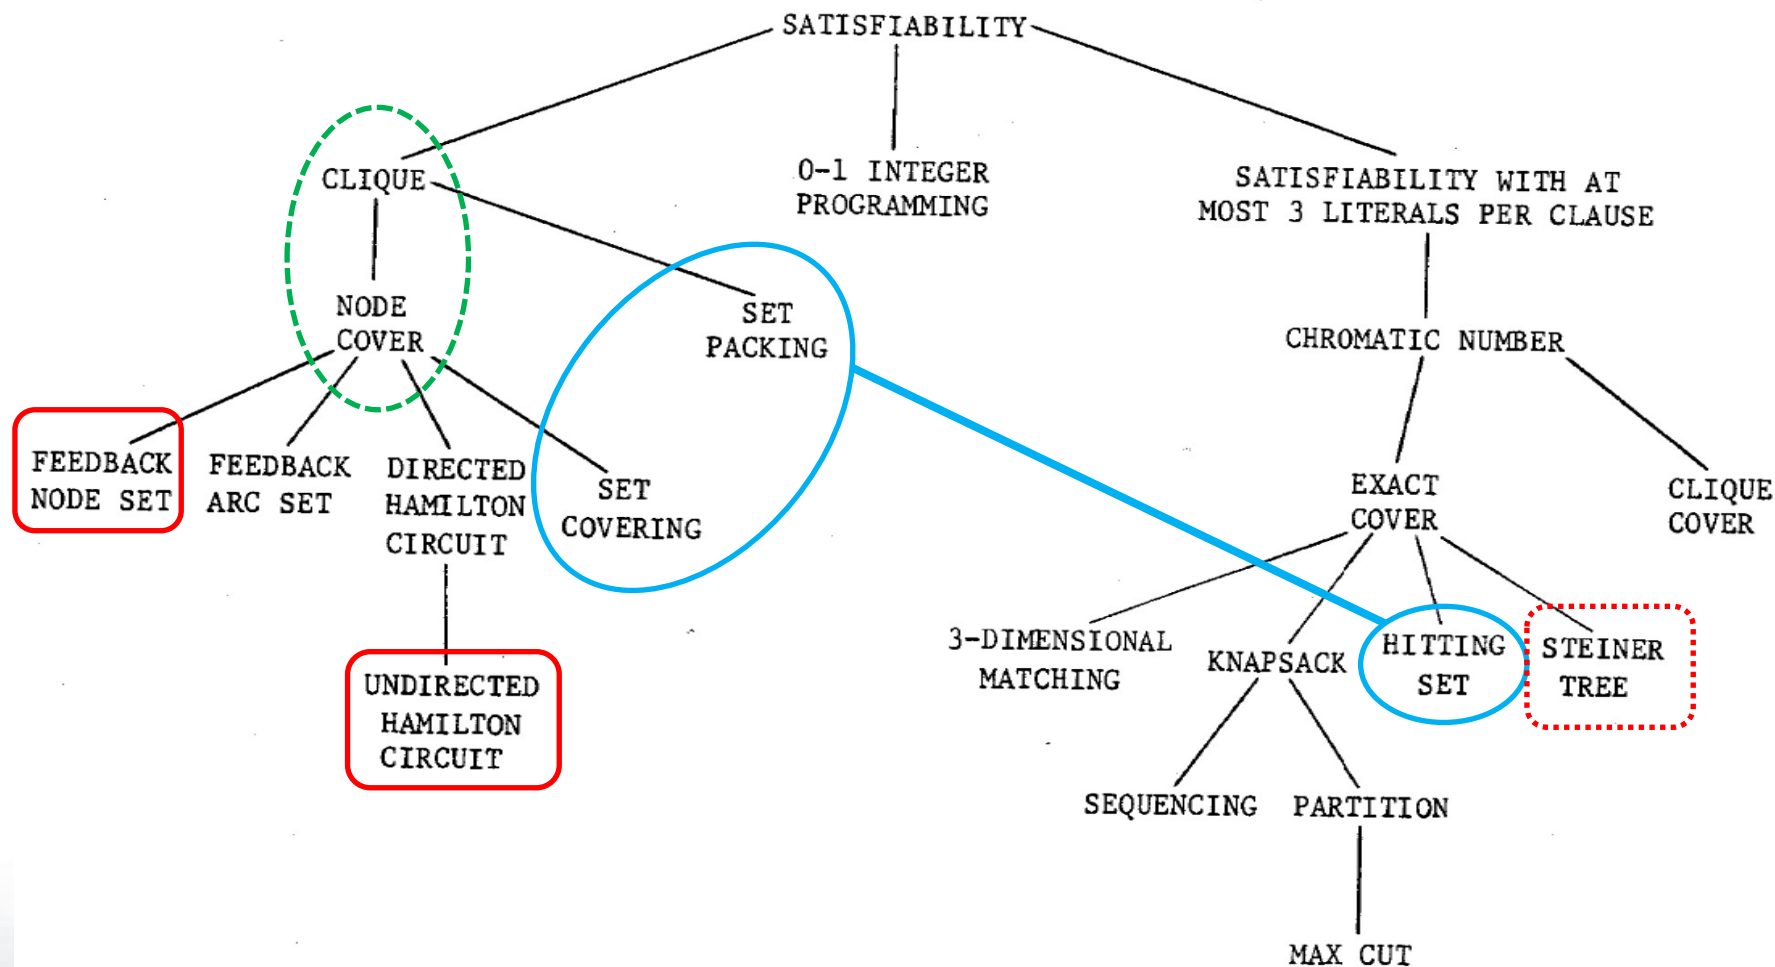 SATISFIABILITY
CLIQUE
0-1 INTEGER
PROGRAMMING
SATISFIABILITY WITH AT
MOST 3 LITERALS PER CLAUSE
NODE
COVER
SET
PACKING
CHROMATIC NUMBER
FEEDBACK
NODE SET
FEEDBACK
ARC SET
DIRECTED
HAMILTON
CIRCUIT
SET
COVERING
EXACT
COVER
CLIQUE
COVER
3-DIMENSIONAL
MATCHING
KNAPSACK
HITTING
SET
STEINER
TREE
UNDIRECTED
HAMILTON
CIRCUIT
SEQUENCING
PARTITION
MAX CUT